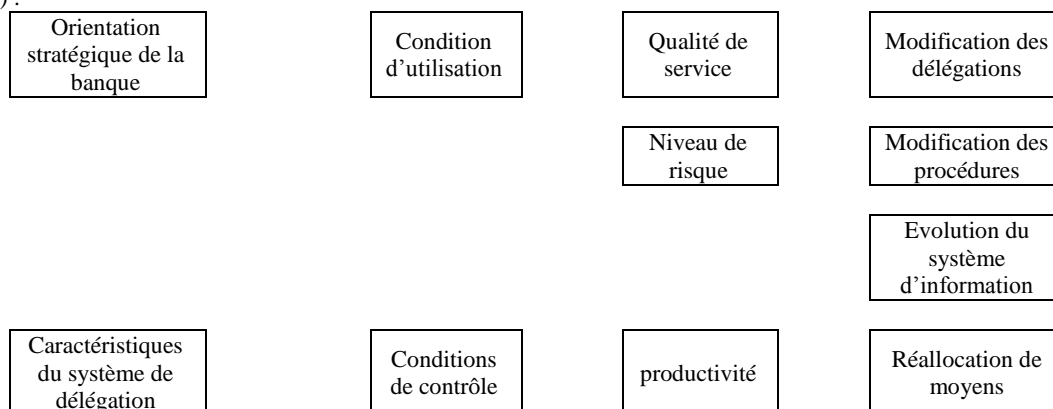 ) :
Orientation
stratégique de la
banque
Condition
d’utilisation
Qualité de
service
Modification des
délégations
Niveau de
risque
Modification des
procédures
Evolution du
système
d’information
Caractéristiques
du système de
délégation
Conditions
de contrôle
productivité
Réallocation de
moyens